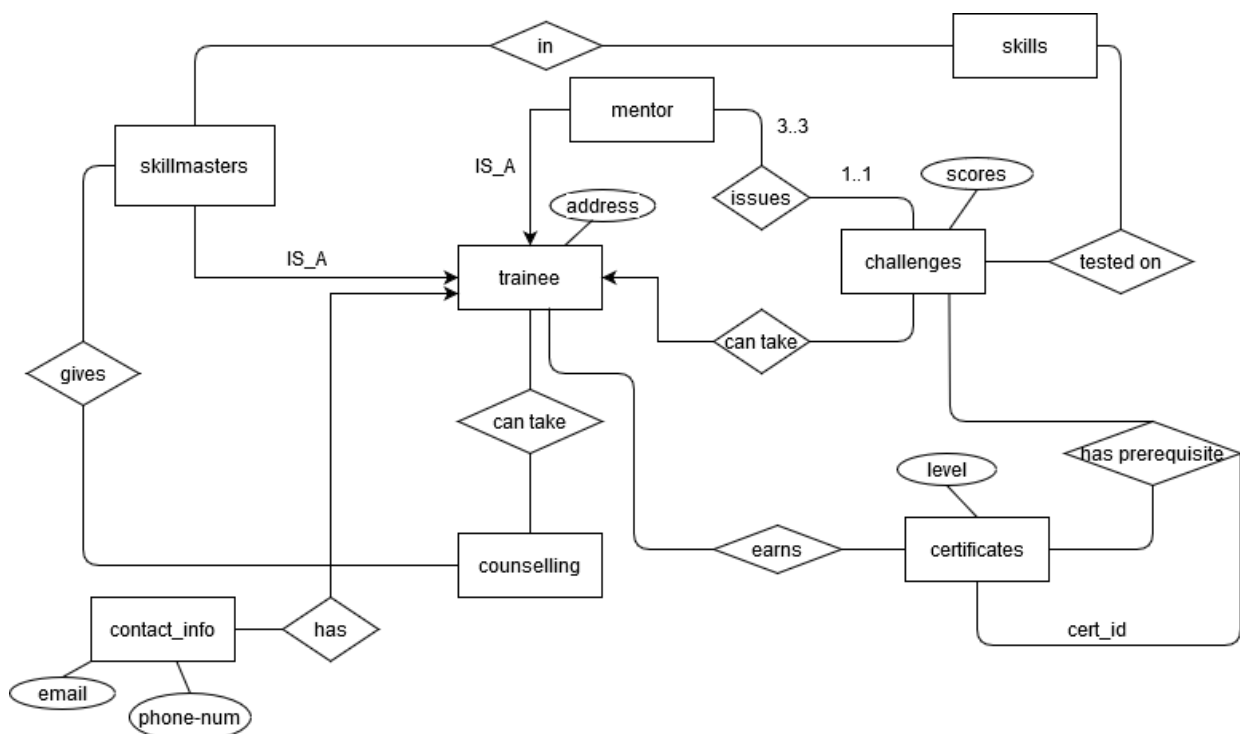 in
skills
mentor
3..3
skillmasters
IS_A
1..1
scores
issues
address
IS_A
trainee
challenges
tested on
can take
gives
can take
has prerequisite
level
earns
certificates
counselling
contact_info
has
cert_id
email
phone-num